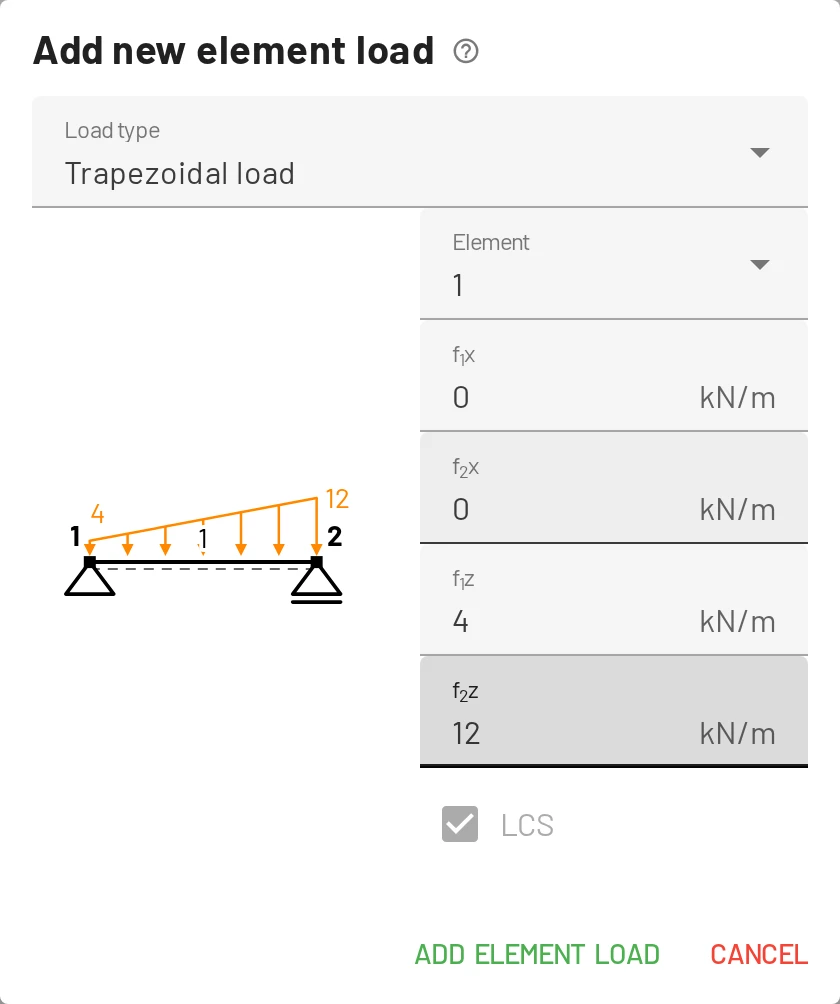 Add new element load
Load type
Trapezoidal load
Element
1
f₁x
0 kN/m
f₂x
0 kN/m
4
12
1
1
2
f₁z
4 kN/m
f₂z
12 kN/m
LCS
ADD ELEMENT LOAD
CANCEL